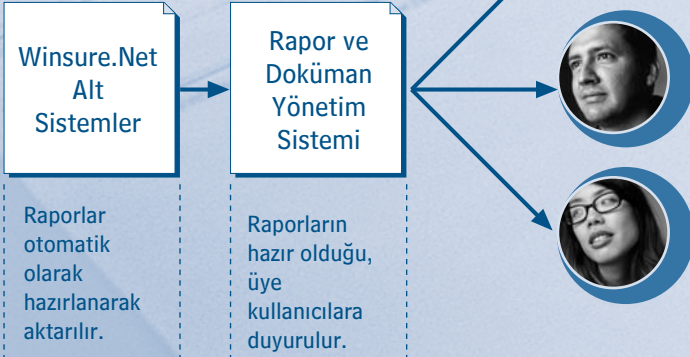 Winsure.Net
Alt
Sistemler
Rapor ve
Doküman
Yönetim
Sistemi
Raporlar
otomatik
olarak
hazırlanarak
aktarılır.
Raporların
hazır olduğu,
üye
kullanıcılara
duyurulur.